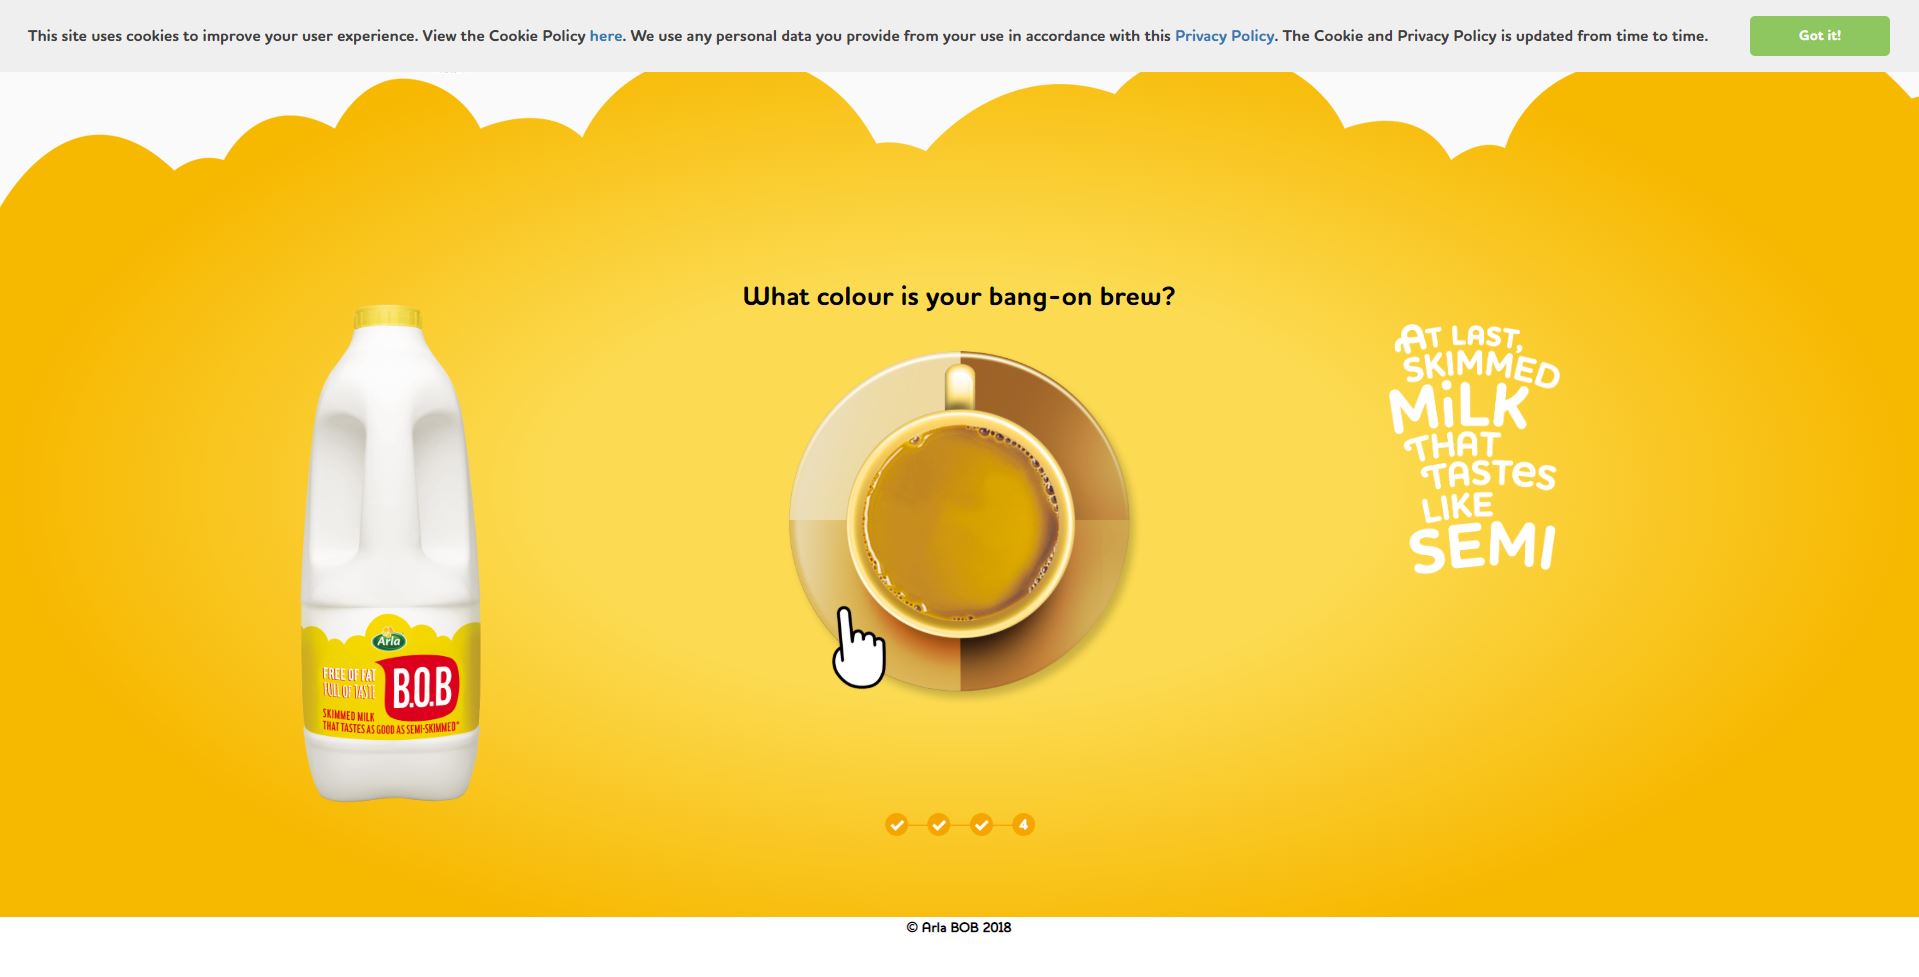 This site uses cookies to improve your user experience. View the Cookie Policy here. We use any personal data you provide from your use in accordance with this Privacy Policy. The Cookie and Privacy Policy is updated from time to time.
Got it!
What colour is your bang-on brew?
AT LAST,
SKIMMED
MiLK
THAT
TASTes
LIKE
SEMI
Arla
FREE OF FAT
FULL OF TASTE
B.O.B
SKIMMED MILK
THAT TASTES AS GOOD AS SEMI-SKIMMED*
4
© Arla BOB 2018